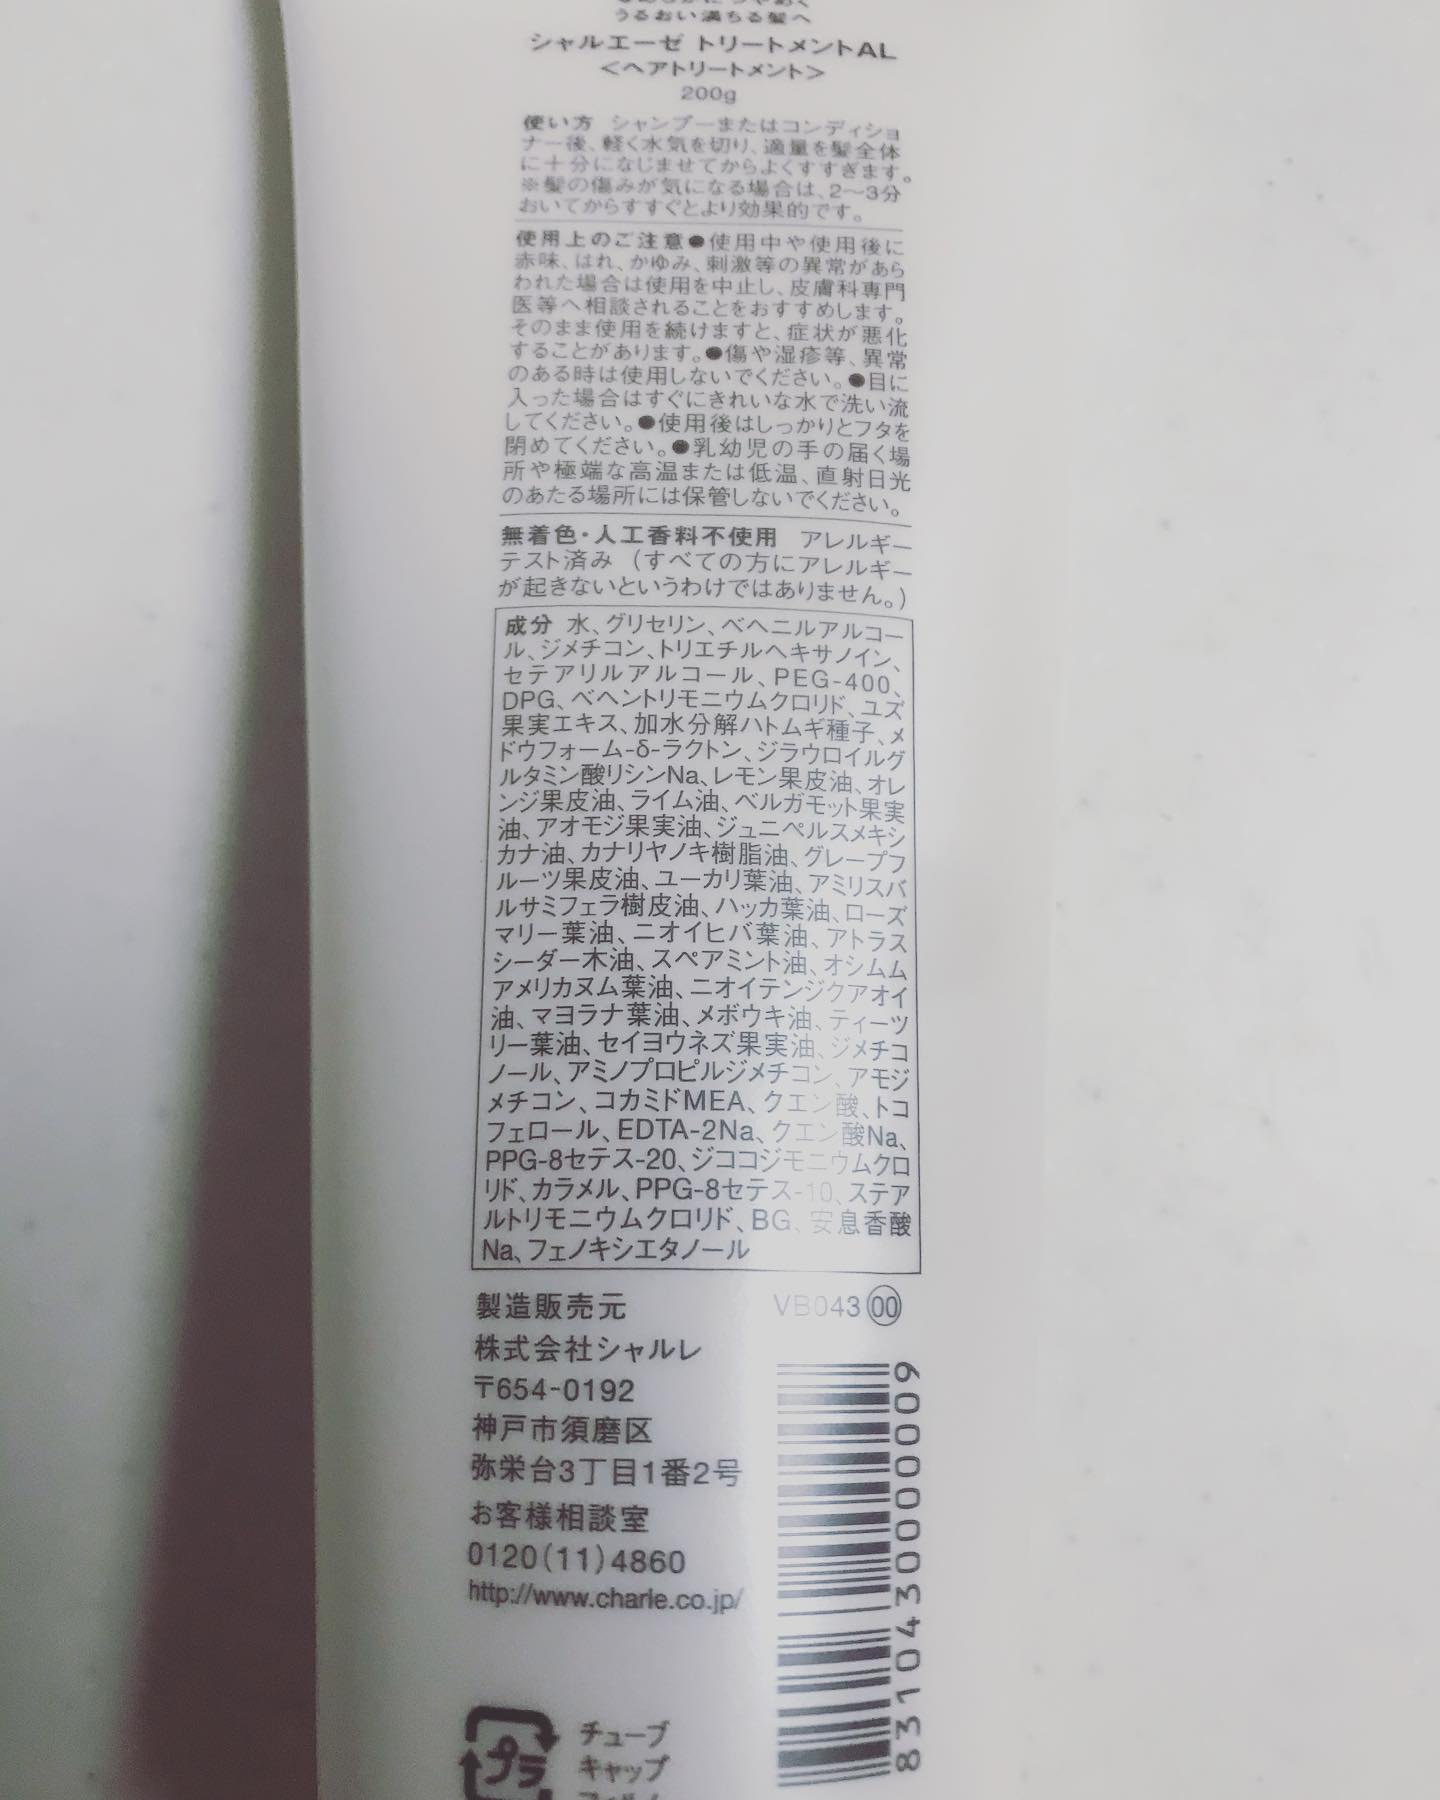 うるおい満ちる髪へ
シャルエーゼ トリートメントAL
<ヘアトリートメント>
200g
使い方 シャンプーまたはコンディショ
ナー後、軽く水気を切り、適量を髪全体
に十分になじませてからよくすすぎます。
※髪の傷みが気になる場合は、2〜3分
おいてからすすぐとより効果的です。
使用上のご注意●使用中や使用後に
赤味、はれ、かゆみ、刺激等の異常があら
われた場合は使用を中止し、皮膚科専門
医等へ相談されることをおすすめします。
そのまま使用を続けますと、症状が悪化
することがあります。●傷や湿疹等、異常
のある時は使用しないでください。●目に
入った場合はすぐにきれいな水で洗い流
してください。●使用後はしっかりとフタを
閉めてください。●乳幼児の手の届く場
所や極端な高温または低温、直射日光
のあたる場所には保管しないでください。
無着色・人工香料不使用 アレルギー
テスト済み (すべての方にアレルギー
が起きないというわけではありません。)
成分 水、グリセリン、ベヘニルアルコー
ル、ジメチコン、トリエチルヘキサノイン、
セテアリルアルコール、PEG-400、
DPG、ベヘントリモニウムクロリド、ユズ
果実エキス、加水分解ハトムギ種子、メ
ドウフォーム-δ-ラクトン、ジラウロイルグ
ルタミン酸リシンNa、レモン果皮油、オレ
ンジ果皮油、ライム油、ベルガモット果実
油、アオモジ果実油、ジュニペルスメキシ
カナ油、カナリヤノキ樹脂油、グレープフ
ルーツ果皮油、ユーカリ葉油、アミリスバ
ルサミフェラ樹皮油、ハッカ葉油、ローズ
マリー葉油、ニオイヒバ葉油、アトラス
シーダー木油、スペアミント油、オシムム
アメリカヌム葉油、ニオイテンジクアオイ
油、マヨラナ葉油、メボウキ油、ティーツ
リー葉油、セイヨウネズ果実油、ジメチコ
ノール、アミノプロピルジメチコン、アモジ
メチコン、コカミドMEA、クエン酸、トコ
フェロール、EDTA-2Na、クエン酸Na、
PPG-8セテス-20、ジココジモニウムクロ
リド、カラメル、PPG-8セテス-10、ステア
ルトリモニウムクロリド、BG、安息香酸
Na、フェノキシエタノール
製造販売元 VB043 00
株式会社シャルレ
〒654-0192
神戸市須磨区
弥栄台3丁目1番2号
お客様相談室
0120(11)4860
http://www.charle.co.jp/
8310430000009
プラ
チューブ
キャップ